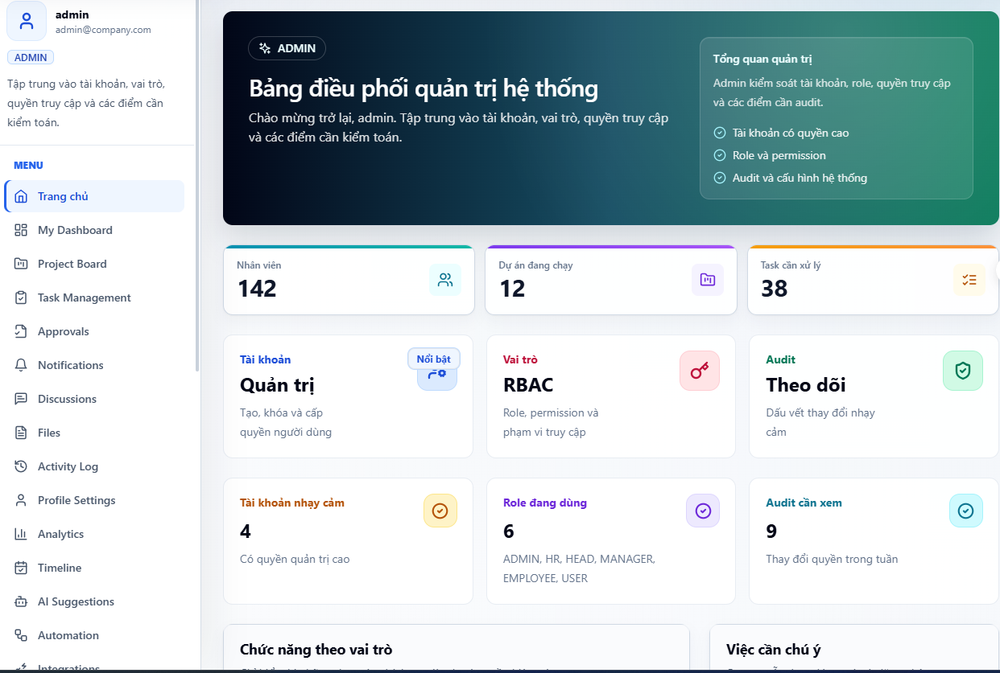 admin
admin@company.com
ADMIN
Tập trung vào tài khoản, vai trò,
quyền truy cập và các điểm cần
kiểm toán.
MENU
Trang chủ
My Dashboard
Project Board
Task Management
Approvals
Notifications
Discussions
Files
Activity Log
Profile Settings
Analytics
Timeline
AI Suggestions
Automation
Integrations
ADMIN
Bảng điều phối quản trị hệ thống
Chào mừng trở lại, admin. Tập trung vào tài khoản, vai trò, quyền truy cập
và các điểm cần kiểm toán.
Tổng quan quản trị
Admin kiểm soát tài khoản, role, quyền truy cập
và các điểm cần audit.
Tài khoản có quyền cao
Role và permission
Audit và cấu hình hệ thống
Nhân viên
142
Dự án đang chạy
12
Task cần xử lý
38
Tài khoản
Nổi bật
Quản trị
Tạo, khóa và cấp
quyền người dùng
Vai trò
RBAC
Role, permission và
phạm vi truy cập
Audit
Theo dõi
Dấu vết thay đổi nhạy
cảm
Tài khoản nhạy cảm
4
Có quyền quản trị cao
Role đang dùng
6
ADMIN, HR, HEAD, MANAGER,
EMPLOYEE, USER
Audit cần xem
9
Thay đổi quyền trong tuần
Chức năng theo vai trò
Việc cần chú ý